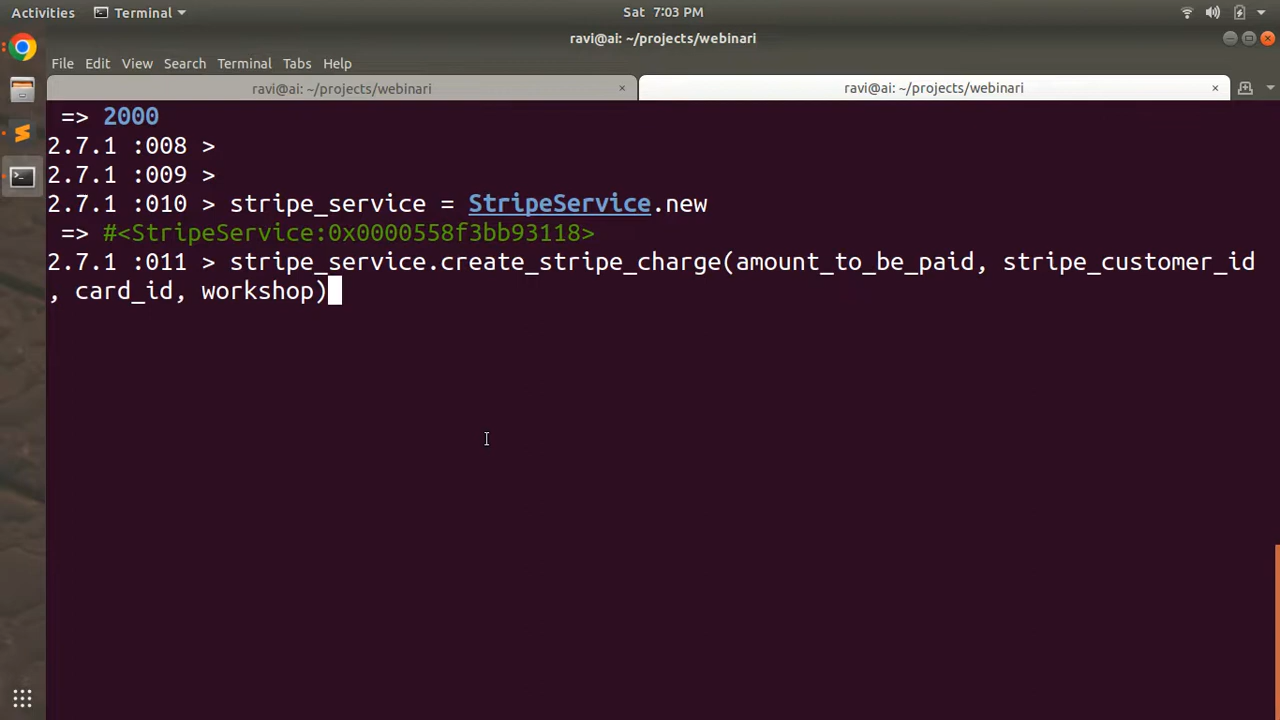 Activities Terminal Sat 7:03 PM
ravi@ai: ~/projects/webinari
File Edit View Search Terminal Tabs Help
ravi@ai: ~/projects/webinari × ravi@ai: ~/projects/webinari ×
=> 2000
2.7.1 :008 >
2.7.1 :009 >
2.7.1 :010 > stripe_service = StripeService.new
=> #<StripeService:0x0000558f3bb93118>
2.7.1 :011 > stripe_service.create_stripe_charge(amount_to_be_paid, stripe_customer_id
, card_id, workshop)